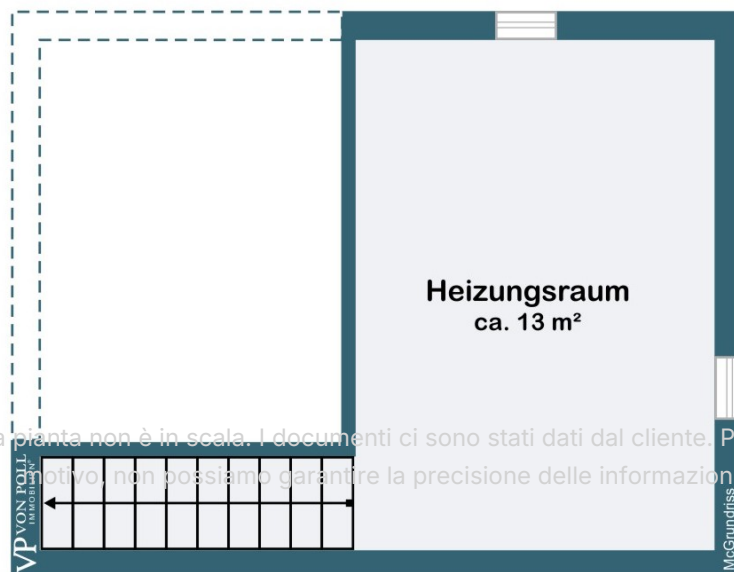 Heizungsraum
ca. 13 m²
a pianta non è in scala. I documenti ci sono stati dati dal cliente. P
motivo, non possiamo garantire la precisione delle informazion
VP VON POLL
IMMOBILIEN
McGrundriss